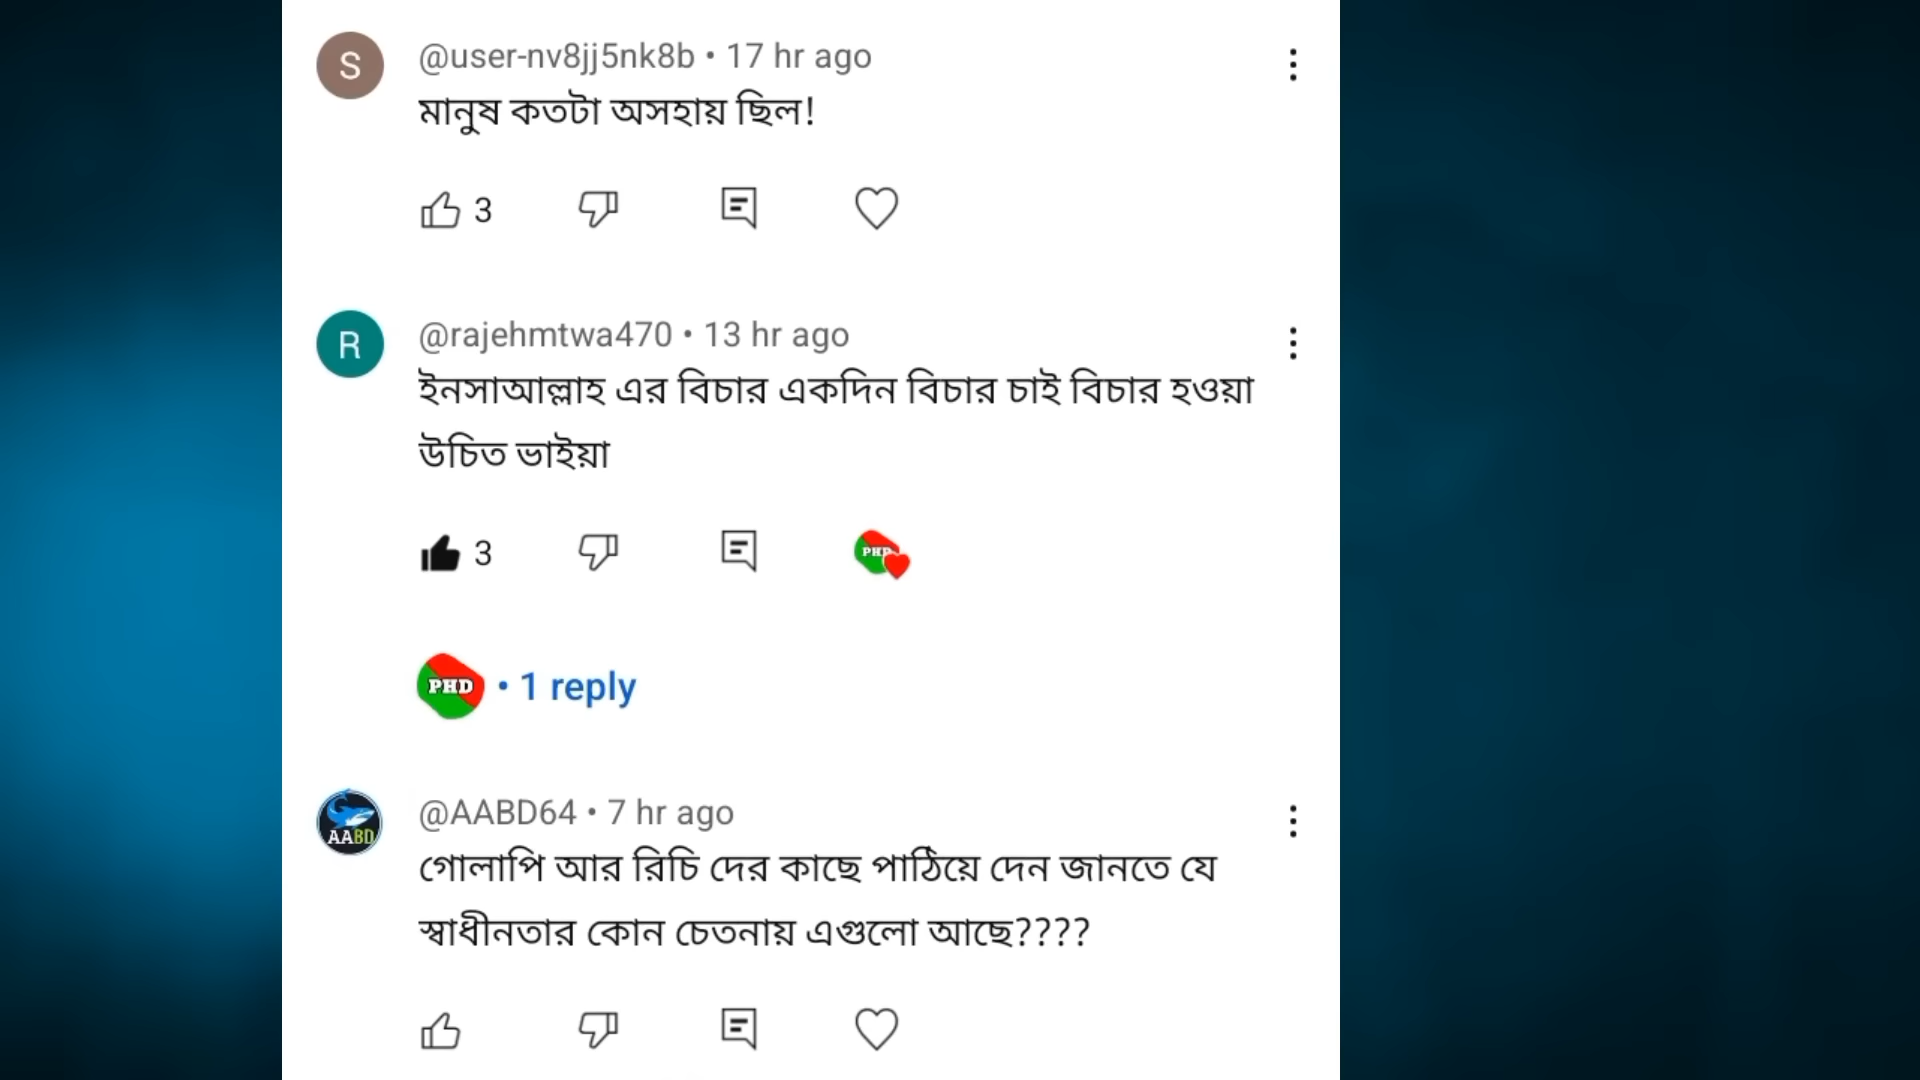 S
@user-nv8jj5nk8b • 17 hr ago
মানুষ কতটা অসহায় ছিল!
3
R
@rajehmtwa470 • 13 hr ago
ইনসাআল্লাহ এর বিচার একদিন বিচার চাই বিচার হওয়া
উচিত ভাইয়া
3
PHD
PHD • 1 reply
AABD
@AABD64 • 7 hr ago
গোলাপি আর রিচি দের কাছে পাঠিয়ে দেন জানতে যে
স্বাধীনতার কোন চেতনায় এগুলো আছে????